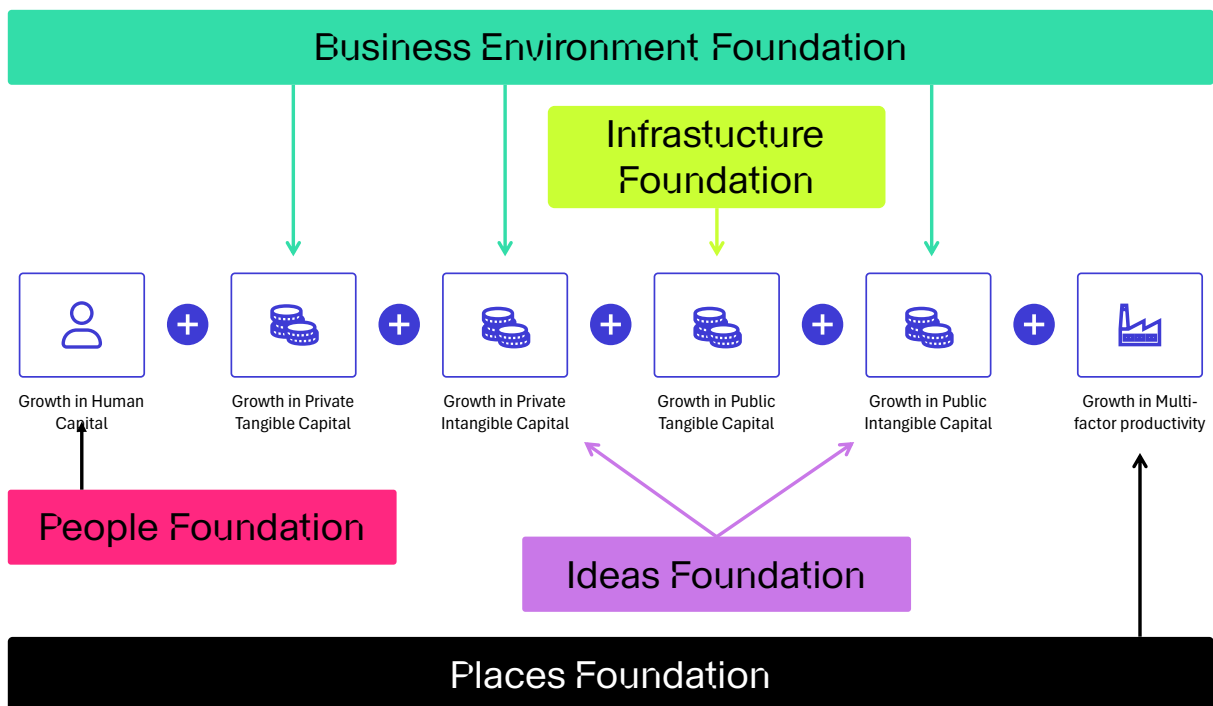 Business Environment Foundation
Infrastucture
Foundation
Growth in Human
Capital
Growth in Private
Tangible Capital
Growth in Private
Intangible Capital
Growth in Public
Tangible Capital
Growth in Public
Intangible Capital
Growth in Multi-
factor productivity
People Foundation
Ideas Foundation
Places Foundation